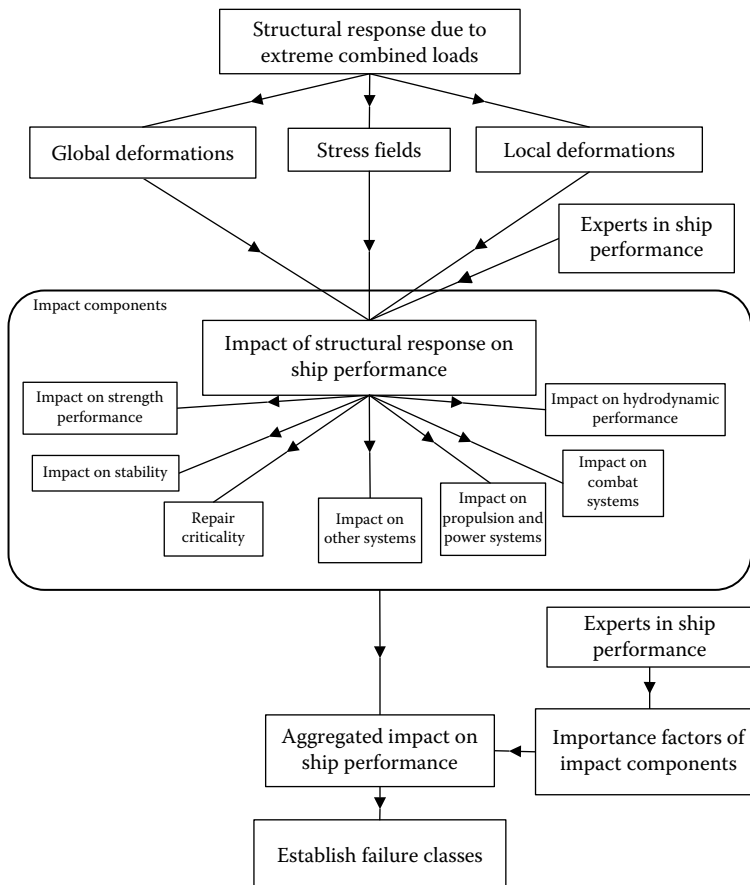 Structural response due to
extreme combined loads
Global deformations
Stress fields
Local deformations
Experts in ship
performance
Impact components
Impact of structural response on
ship performance
Impact on strength
performance
Impact on hydrodynamic
performance
Impact on stability
Impact on
combat
systems
Repair
criticality
Impact on
other systems
Impact on
propulsion and
power systems
Experts in ship
performance
Aggregated impact on
ship performance
Importance factors of
impact components
Establish failure classes